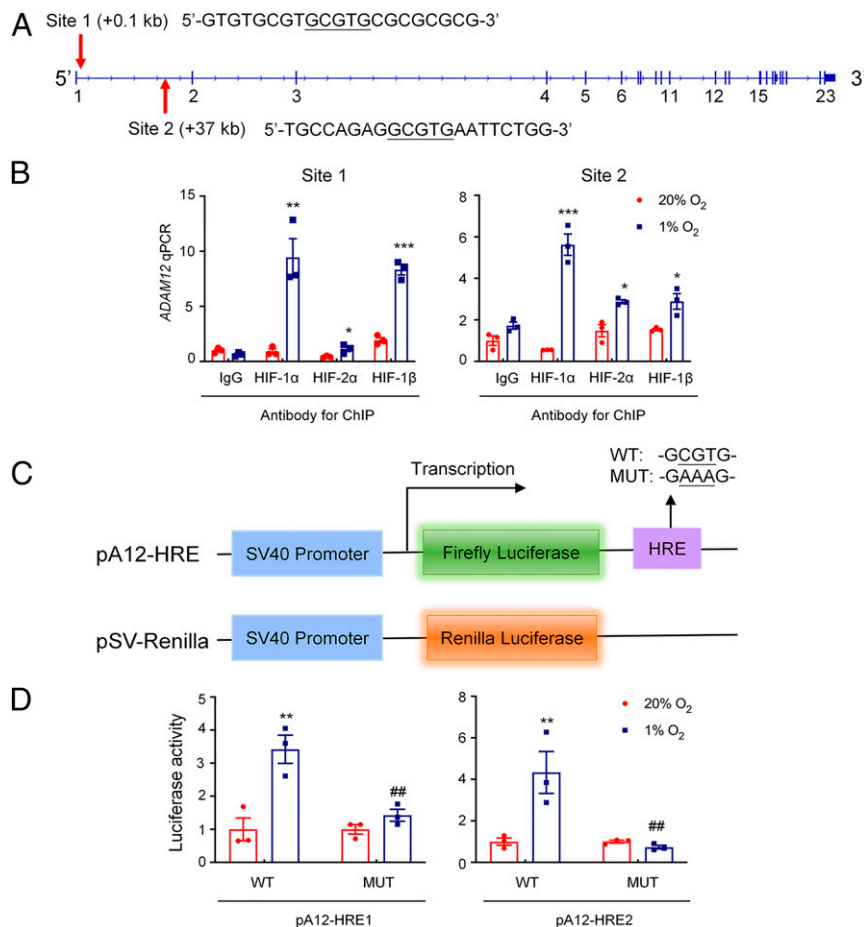 A
Site 1 (+0.1 kb) 5'-GTGTGCGTGCGTGCGCGCGCG-3'
5' 3'
1 2 3 4 5 6 11 12 15 23
Site 2 (+37 kb) 5'-TGCCAGAGGCGTGAATTCTGG-3'
B
Site 1
ADAM12 qPCR
15
10
5
0
** * ***
IgG HIF-1α HIF-2α HIF-1β
Antibody for ChIP
Site 2
20% O2
1% O2
8
6
4
2
0
*** * *
IgG HIF-1α HIF-2α HIF-1β
Antibody for ChIP
C
Transcription
WT: -GCGTG-
MUT: -GAAAG-
pA12-HRE SV40 Promoter Firefly Luciferase HRE
pSV-Renilla SV40 Promoter Renilla Luciferase
D
Luciferase activity
5
4
3
2
1
0
** ##
WT MUT
pA12-HRE1
20% O2
1% O2
8
6
4
2
0
** ##
WT MUT
pA12-HRE2